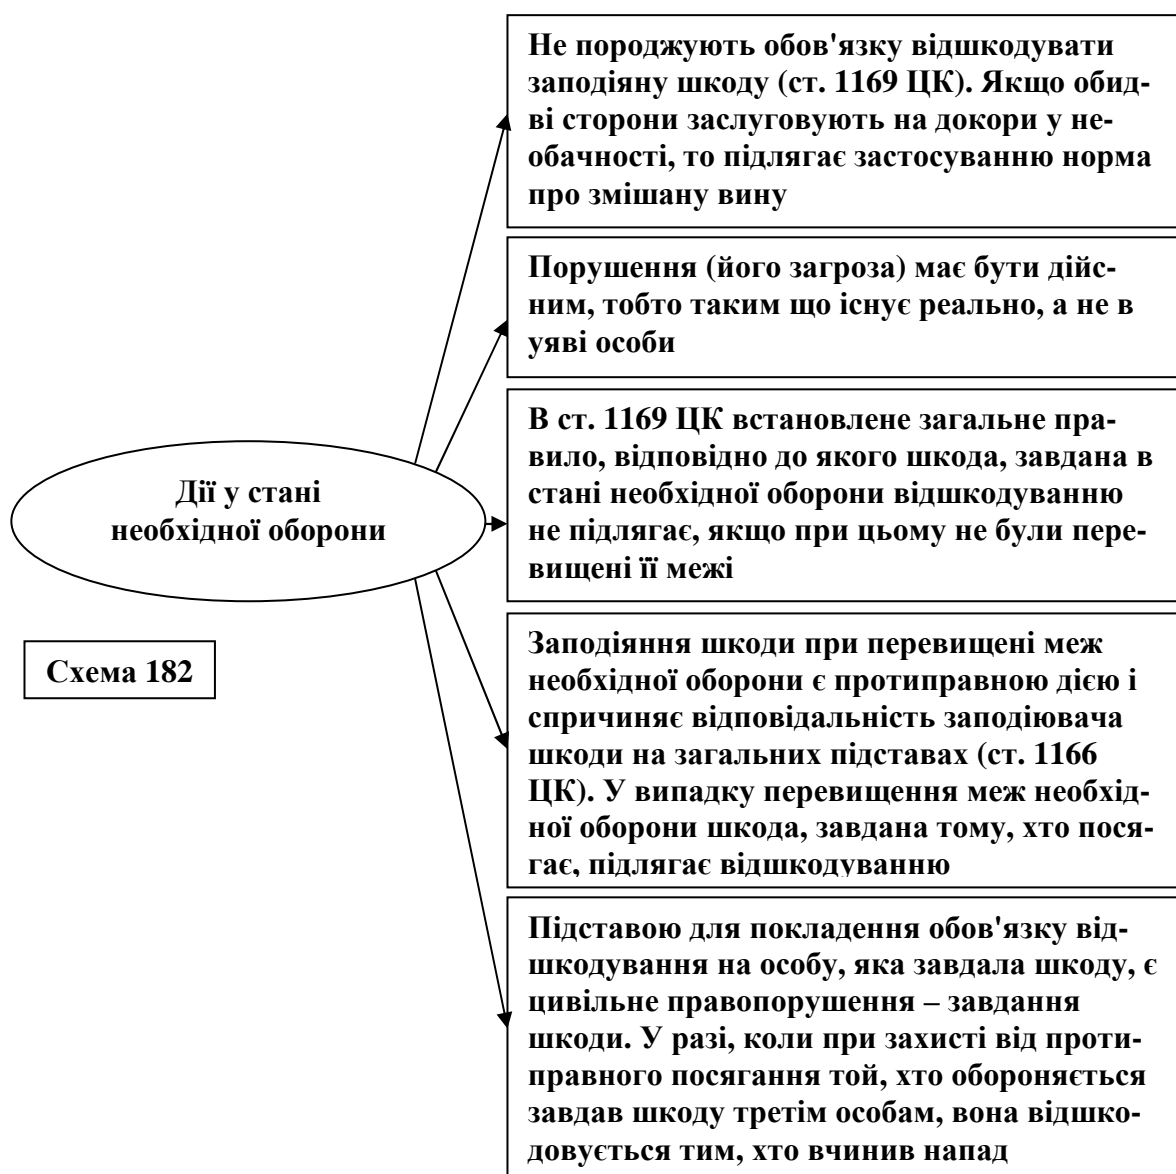 Не породжують обов'язку відшкодувати
заподіяну шкоду (ст. 1169 ЦК). Якщо обид-
ві сторони заслуговують на докори у не-
обачності, то підлягає застосуванню норма
про змішану вину
Порушення (його загроза) має бути дійс-
ним, тобто таким що існує реально, а не в
уяві особи
В ст. 1169 ЦК встановлене загальне пра-
вило, відповідно до якого шкода, завдана в
стані необхідної оборони відшкодуванню
не підлягає, якщо при цьому не були пере-
вищені її межі
Дії у стані
необхідної оборони
Схема 182
Заподіяння шкоди при перевищені меж
необхідної оборони є протиправною дією і
спричиняє відповідальність заподіювача
шкоди на загальних підставах (ст. 1166
ЦК). У випадку перевищення меж необхід-
ної оборони шкода, завдана тому, хто пося-
гає, підлягає відшкодуванню
Підставою для покладення обов'язку від-
шкодування на особу, яка завдала шкоду, є
цивільне правопорушення – завдання
шкоди. У разі, коли при захисті від проти-
правного посягання той, хто обороняється
завдав шкоду третім особам, вона відшко-
довується тим, хто вчинив напад